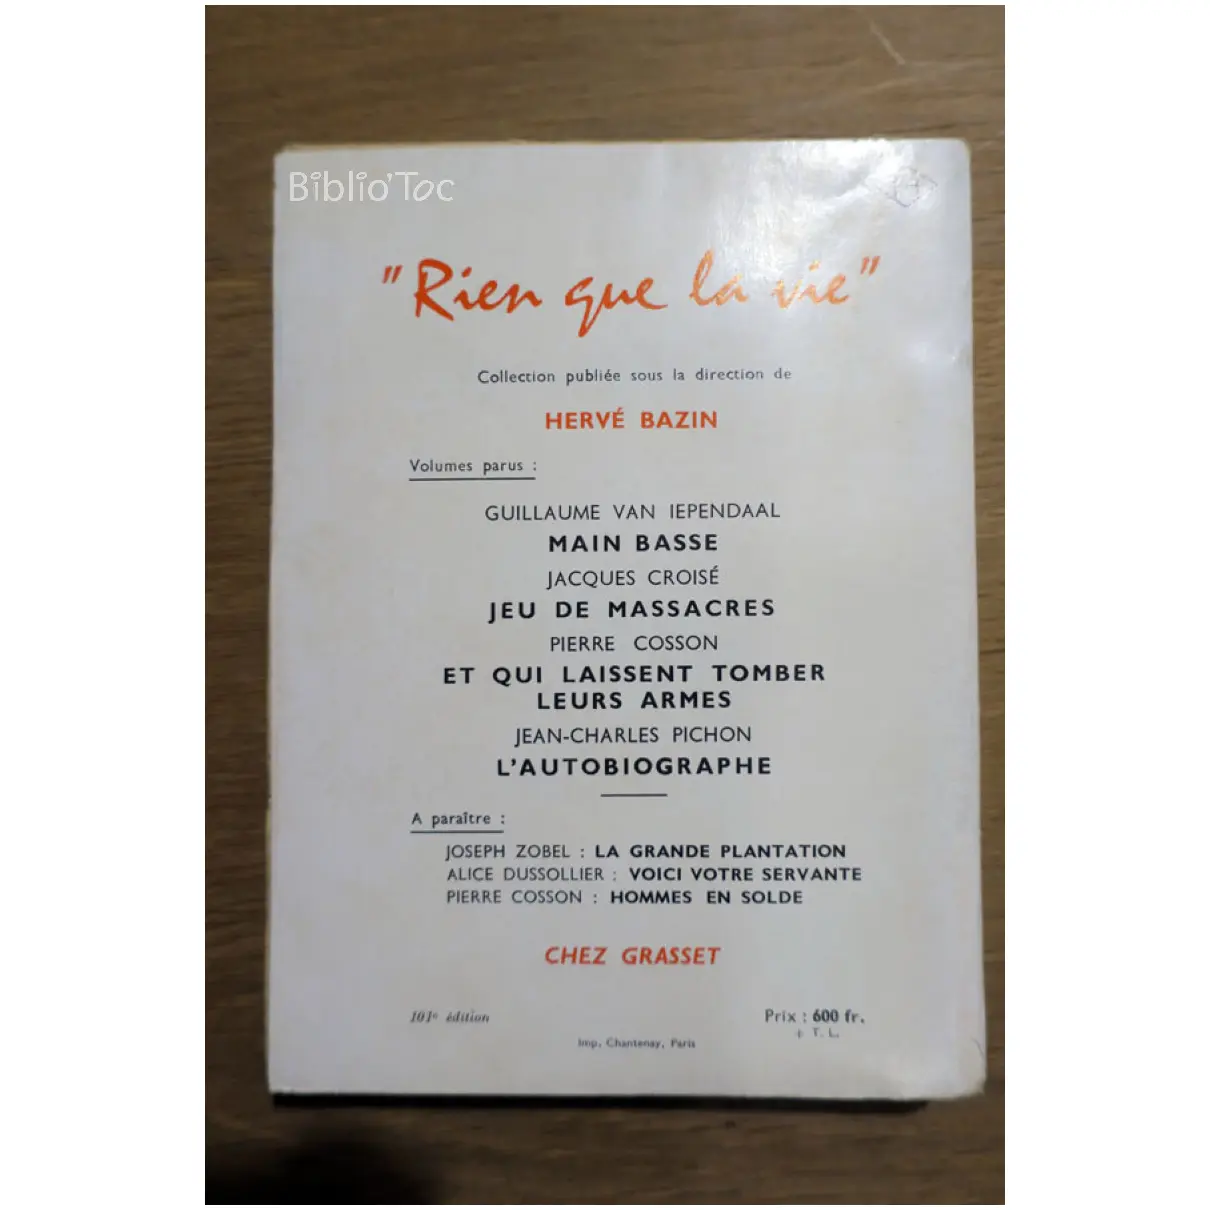 Biblio'Toc
"Rien que la vie"
Collection publiée sous la direction de
HERVÉ BAZIN
Volumes parus :
GUILLAUME VAN IEPENDAAL
MAIN BASSE
JACQUES CROISÉ
JEU DE MASSACRES
PIERRE COSSON
ET QUI LAISSENT TOMBER
LEURS ARMES
JEAN-CHARLES PICHON
L'AUTOBIOGRAPHE
A paraître :
JOSEPH ZOBEL : LA GRANDE PLANTATION
ALICE DUSSOLLIER : VOICI VOTRE SERVANTE
PIERRE COSSON : HOMMES EN SOLDE
CHEZ GRASSET
101e édition
Prix : 600 fr.
+ T. L.
Imp. Chantenay, Paris